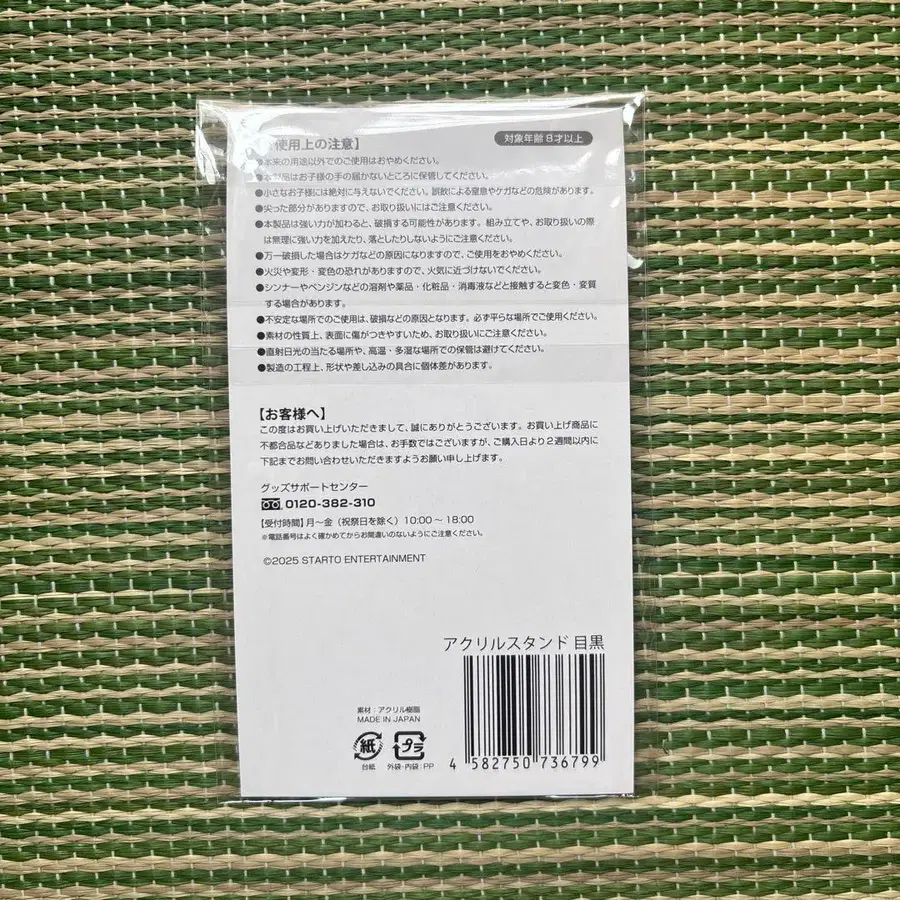 使用上の注意】
対象年齢8才以上
●本来の用途以外でのご使用はおやめください。
●本製品はお子様の手の届かないところに保管してください。
●小さなお子様には絶対に与えないでください。誤飲による窒息やケガなどの危険があります。
●尖った部分がありますので、お取り扱いにはご注意ください。
●本製品は強い力が加わると、破損する可能性があります。組み立てや、お取り扱いの際
は無理に強い力を加えたり、落としたりしないようにご注意ください。
●万一破損した場合はケガなどの原因になりますので、ご使用をおやめください。
●火災や変形・変色の恐れがありますので、火気に近づけないでください。
●シンナーやベンジンなどの溶剤や薬品・化粧品・消毒液などと接触すると変色・変質
する場合があります。
●不安定な場所でのご使用は、破損などの原因となります。必ず平らな場所でご使用ください。
●素材の性質上、表面に傷がつきやすいため、お取り扱いにご注意ください。
●直射日光の当たる場所や、高温・多湿な場所での保管は避けてください。
●製造の工程上、形状や差し込みの具合に個体差があります。
【お客様へ】
この度はお買い上げいただきまして、誠にありがとうございます。お買い上げ商品に
不都合品などありました場合は、お手数ではございますが、ご購入日より2週間以内に
下記までお問い合わせいただきますようお願い申し上げます。
グッズサポートセンター
0120-382-310
【受付時間】月～金（祝祭日を除く）10:00～18:00
※電話番号はよく確かめてからお間違いのないようにご注意ください。
©2025 STARTO ENTERTAINMENT
アクリルスタンド 目黒
素材：アクリル樹脂
MADE IN JAPAN
紙
台紙
プラ
外袋・内袋|PP
4 582750 736799